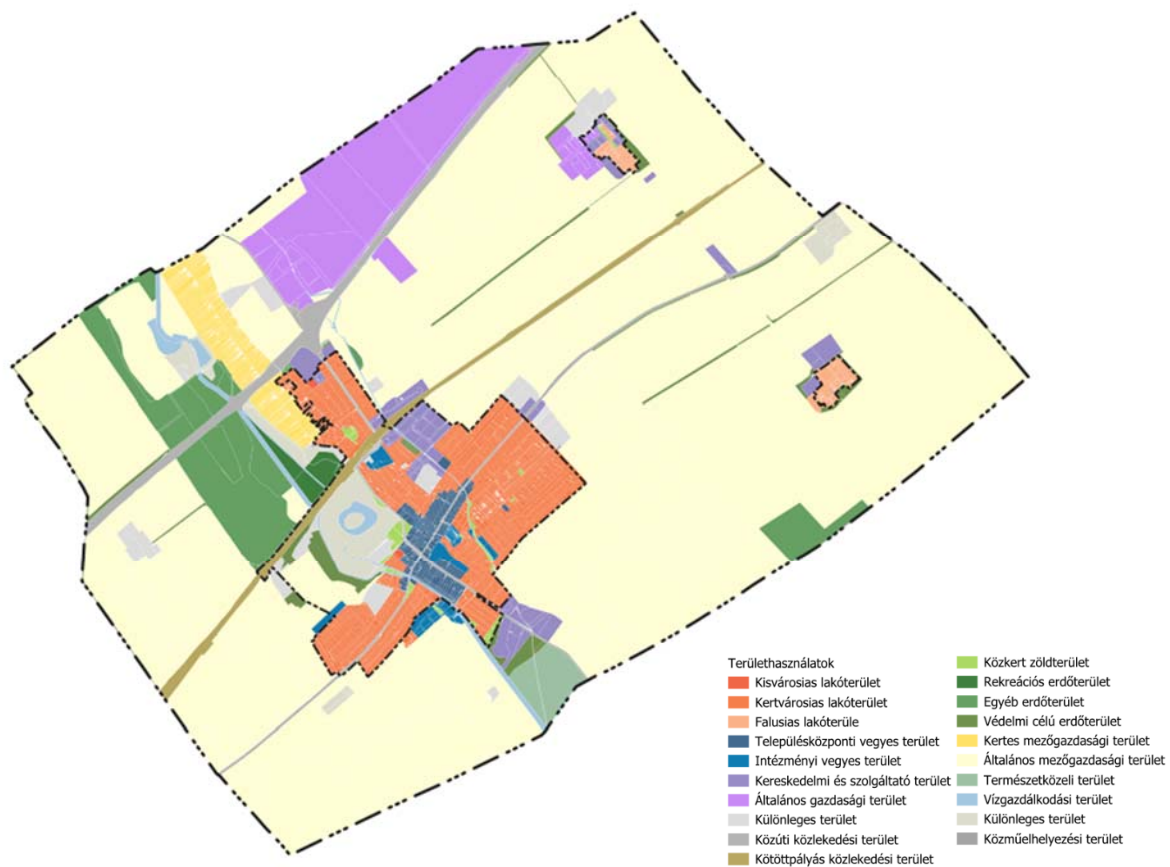 Területhasználatok
Kisvárosias lakóterület
Kertvárosias lakóterület
Falusias lakóterüle
Településközponti vegyes terület
Intézményi vegyes terület
Kereskedelmi és szolgáltató terület
Általános gazdasági terület
Különleges terület
Közúti közlekedési terület
Kötöttpályás közlekedési terület
Közkert zöldterület
Rekreációs erdőterület
Egyéb erdőterület
Védelmi célú erdőterület
Kertes mezőgazdasági terület
Általános mezőgazdasági terület
Természetközeli terület
Vízgazdálkodási terület
Különleges terület
Közműelhelyezési terület